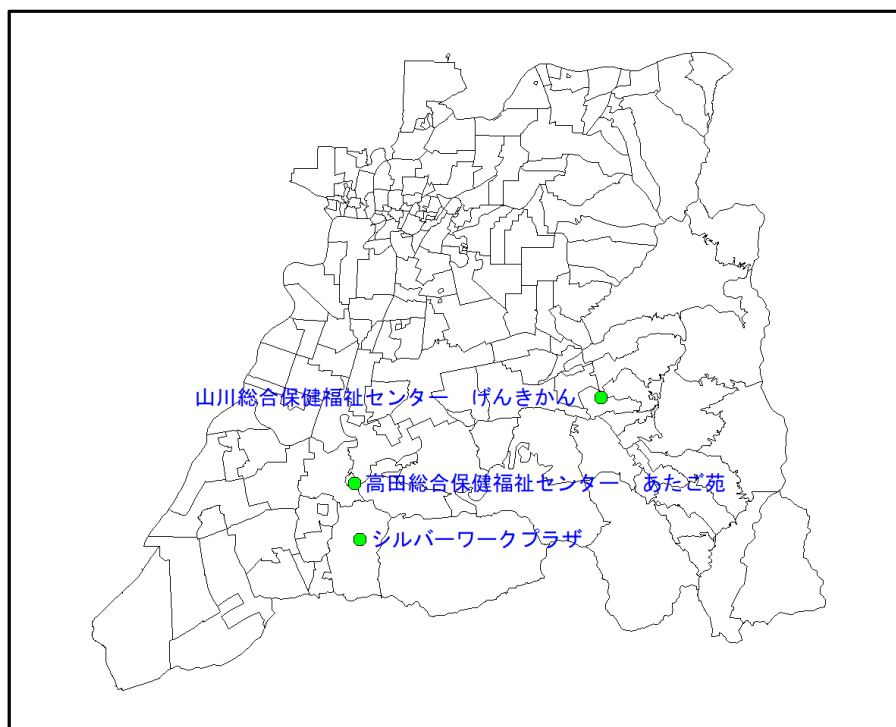 山川総合保健福祉センター　げんきかん
高田総合保健福祉センター　あたご苑
シルバーワークプラザ